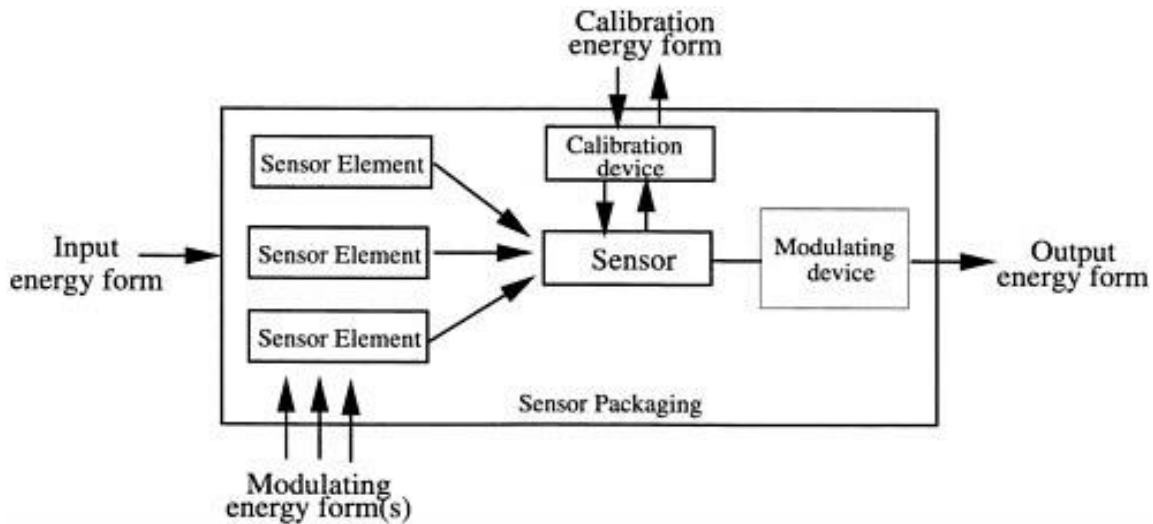 Calibration
energy form
Sensor Element
Calibration
device
Input
energy form
Sensor Element
Sensor
Modulating
device
Output
energy form
Sensor Element
Sensor Packaging
Modulating
energy form(s)